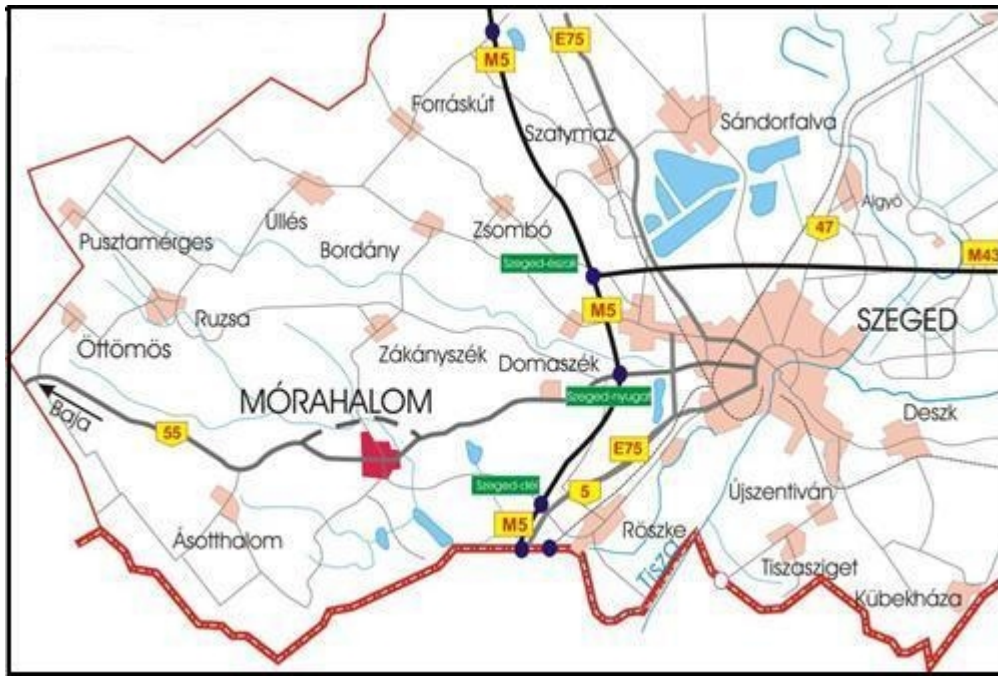 E75
M5
Forráskút
Szatymaz
Sándorfalva
Algyő
Üllés
Zsombó
47
Pusztamérges
Bordány
Szeged-észak
M43
M5
Ruzsa
SZEGED
Öttömös
Zákányszék
Domaszék
MÓRAHALOM
Szeged-nyugat
Baja
55
Deszk
E75
Szeged-dél
5
Újszentiván
M5
Röszke
Ásotthalom
Tisza
Tiszasziget
Kübekháza